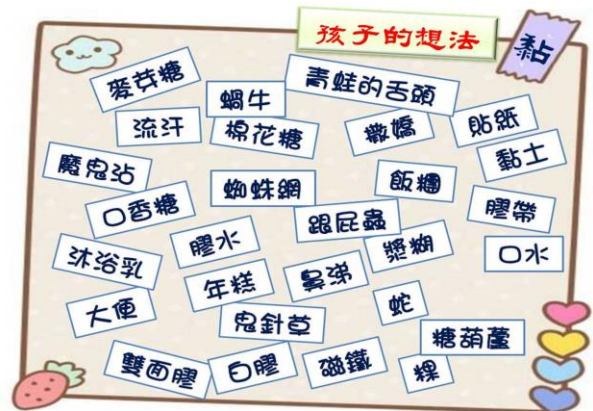 孩子的想法
黏
麥芽糖
蝸牛
青蛙的舌頭
流汗
棉花糖
撒嬌
貼紙
黏土
魔鬼沾
口香糖
蜘蛛網
飯糰
膠帶
跟屁蟲
膠水
漿糊
口水
沐浴乳
年糕
鼻涕
蛇
大便
鬼針草
糖葫蘆
雙面膠
白膠
磁鐵
粿